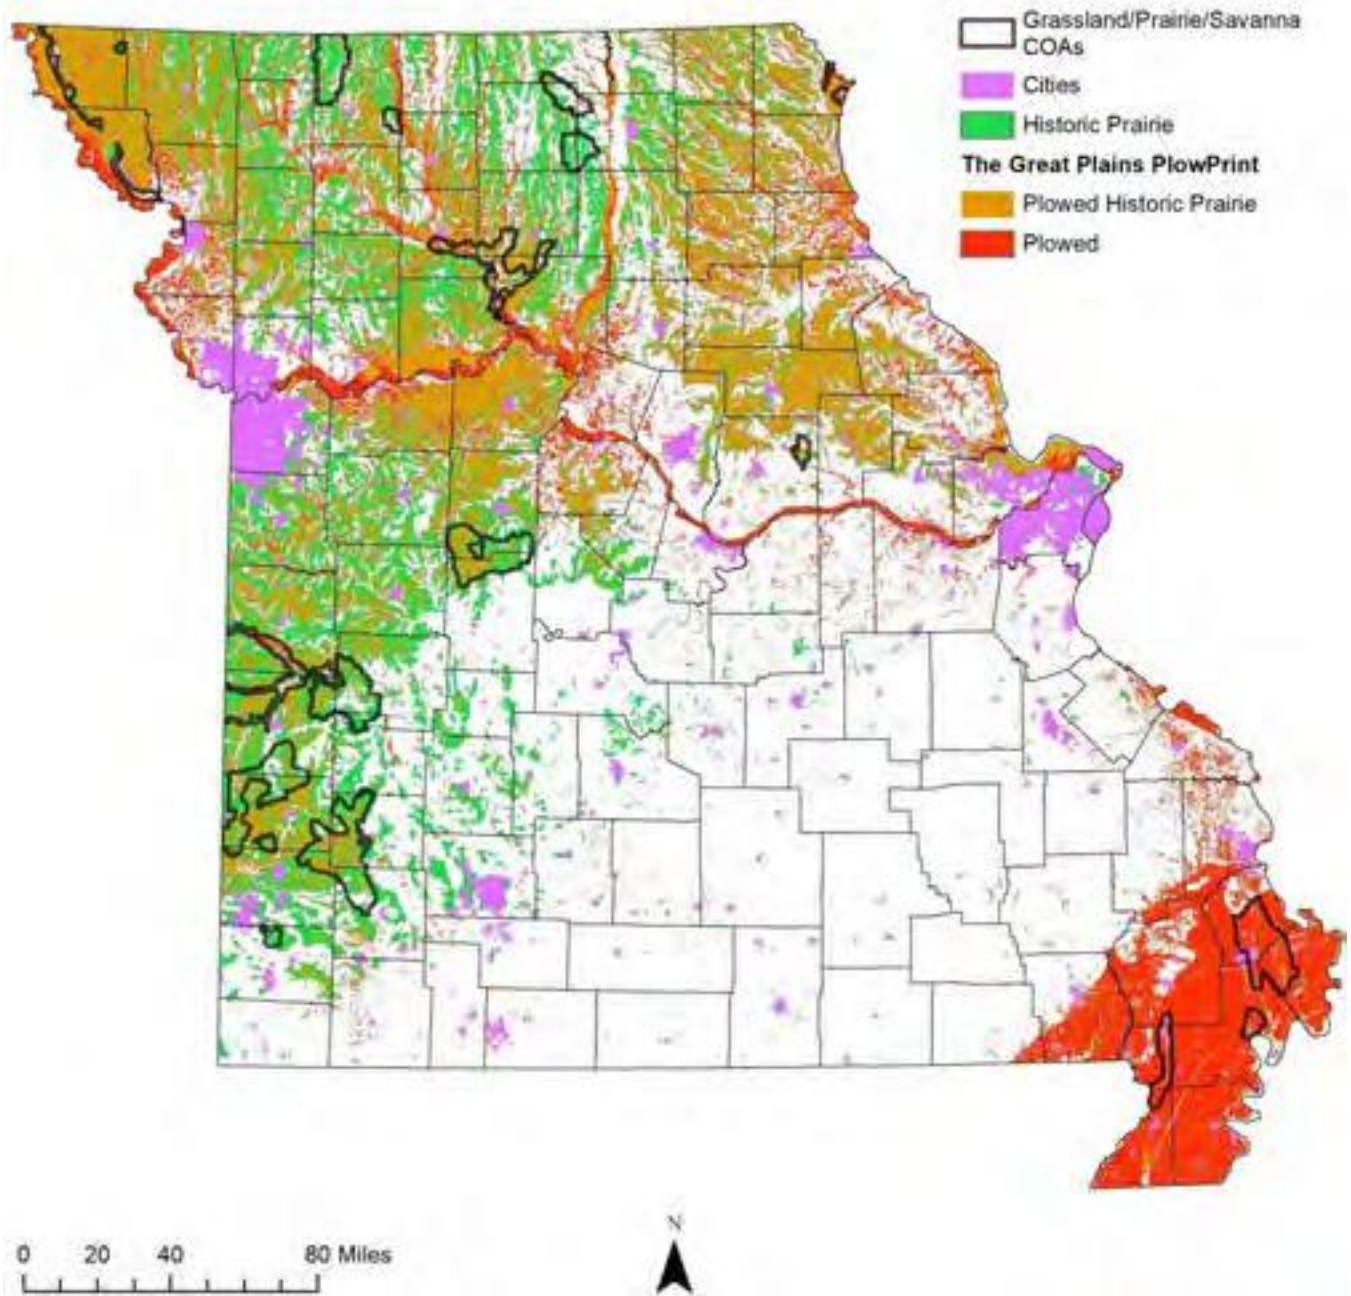 Grassland/Prairie/Savanna
COAs
Cities
Historic Prairie
The Great Plains PlowPrint
Plowed Historic Prairie
Plowed
N
0 20 40 80 Miles